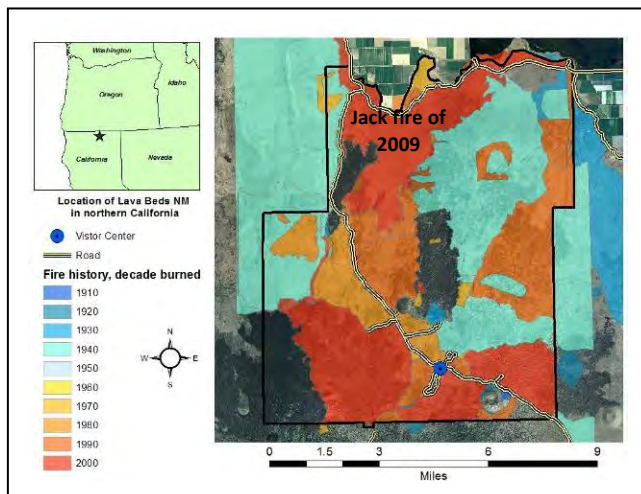 Washington
Oregon
Idaho
California
Nevada
Location of Lava Beds NM
in northern California
Vistor Center
Road
Fire history, decade burned
1910
1920
1930
1940
1950
1960
1970
1980
1990
2000
N
W
E
S
Jack fire of
2009
0 1.5 3 6 9
Miles